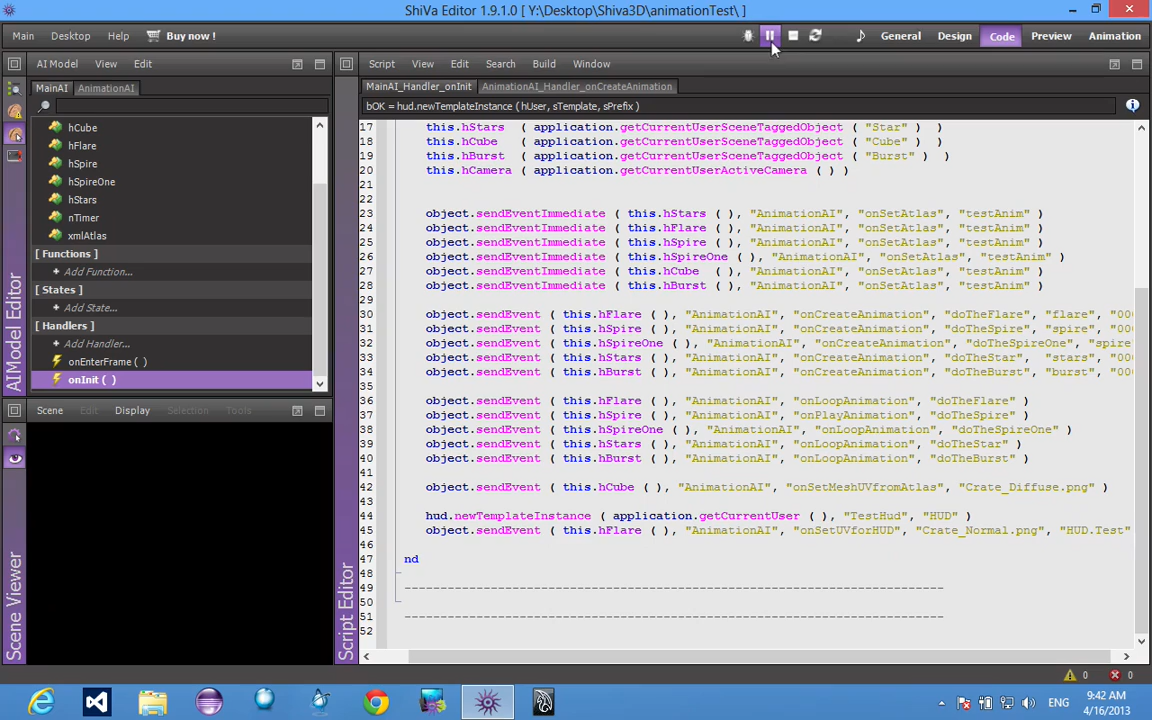 ShiVa Editor 1.9.1.0 [ Y:\Desktop\Shiva3D\animationTest\ ]
Main Desktop Help Buy now ! General Design Code Preview Animation
AI Model View Edit Script View Edit Search Build Window
MainAI AnimationAI MainAI_Handler_onInit AnimationAI_Handler_onCreateAnimation
bOK = hud.newTemplateInstance ( hUser, sTemplate, sPrefix )
hCube
hFlare
hSpire
hSpireOne
hStars
nTimer
xmlAtlas
[ Functions ]
Add Function...
[ States ]
Add State...
[ Handlers ]
Add Handler...
onEnterFrame ( )
onInit ( )
AIModel Editor
Scene Edit Display Selection Tools
Scene Viewer
Script Editor
17 this.hStars ( application.getCurrentUserSceneTaggedObject ( "Star" ) )
18 this.hCube ( application.getCurrentUserSceneTaggedObject ( "Cube" ) )
19 this.hBurst ( application.getCurrentUserSceneTaggedObject ( "Burst" ) )
20 this.hCamera ( application.getCurrentUserActiveCamera ( ) )
21
22
23 object.sendEventImmediate ( this.hStars ( ), "AnimationAI", "onSetAtlas", "testAnim" )
24 object.sendEventImmediate ( this.hFlare ( ), "AnimationAI", "onSetAtlas", "testAnim" )
25 object.sendEventImmediate ( this.hSpire ( ), "AnimationAI", "onSetAtlas", "testAnim" )
26 object.sendEventImmediate ( this.hSpireOne ( ), "AnimationAI", "onSetAtlas", "testAnim" )
27 object.sendEventImmediate ( this.hCube ( ), "AnimationAI", "onSetAtlas", "testAnim" )
28 object.sendEventImmediate ( this.hBurst ( ), "AnimationAI", "onSetAtlas", "testAnim" )
29
30 object.sendEvent ( this.hFlare ( ), "AnimationAI", "onCreateAnimation", "doTheFlare", "flare", "00
31 object.sendEvent ( this.hSpire ( ), "AnimationAI", "onCreateAnimation", "doTheSpire", "spire", "00
32 object.sendEvent ( this.hSpireOne ( ), "AnimationAI", "onCreateAnimation", "doTheSpireOne", "spire
33 object.sendEvent ( this.hStars ( ), "AnimationAI", "onCreateAnimation", "doTheStar", "stars", "000
34 object.sendEvent ( this.hBurst ( ), "AnimationAI", "onCreateAnimation", "doTheBurst", "burst", "00
35
36 object.sendEvent ( this.hFlare ( ), "AnimationAI", "onLoopAnimation", "doTheFlare" )
37 object.sendEvent ( this.hSpire ( ), "AnimationAI", "onPlayAnimation", "doTheSpire" )
38 object.sendEvent ( this.hSpireOne ( ), "AnimationAI", "onLoopAnimation", "doTheSpireOne" )
39 object.sendEvent ( this.hStars ( ), "AnimationAI", "onLoopAnimation", "doTheStar" )
40 object.sendEvent ( this.hBurst ( ), "AnimationAI", "onLoopAnimation", "doTheBurst" )
41
42 object.sendEvent ( this.hCube ( ), "AnimationAI", "onSetMeshUVfromAtlas", "Crate_Diffuse.png" )
43
44 hud.newTemplateInstance ( application.getCurrentUser ( ), "TestHud", "HUD" )
45 object.sendEvent ( this.hFlare ( ), "AnimationAI", "onSetUVforHUD", "Crate_Normal.png", "HUD.Test"
46
47 nd
48
49 ---------------------------------------------------------------------------
50
51 ---------------------------------------------------------------------------
52
0 0
ENG 9:42 AM
4/16/2013